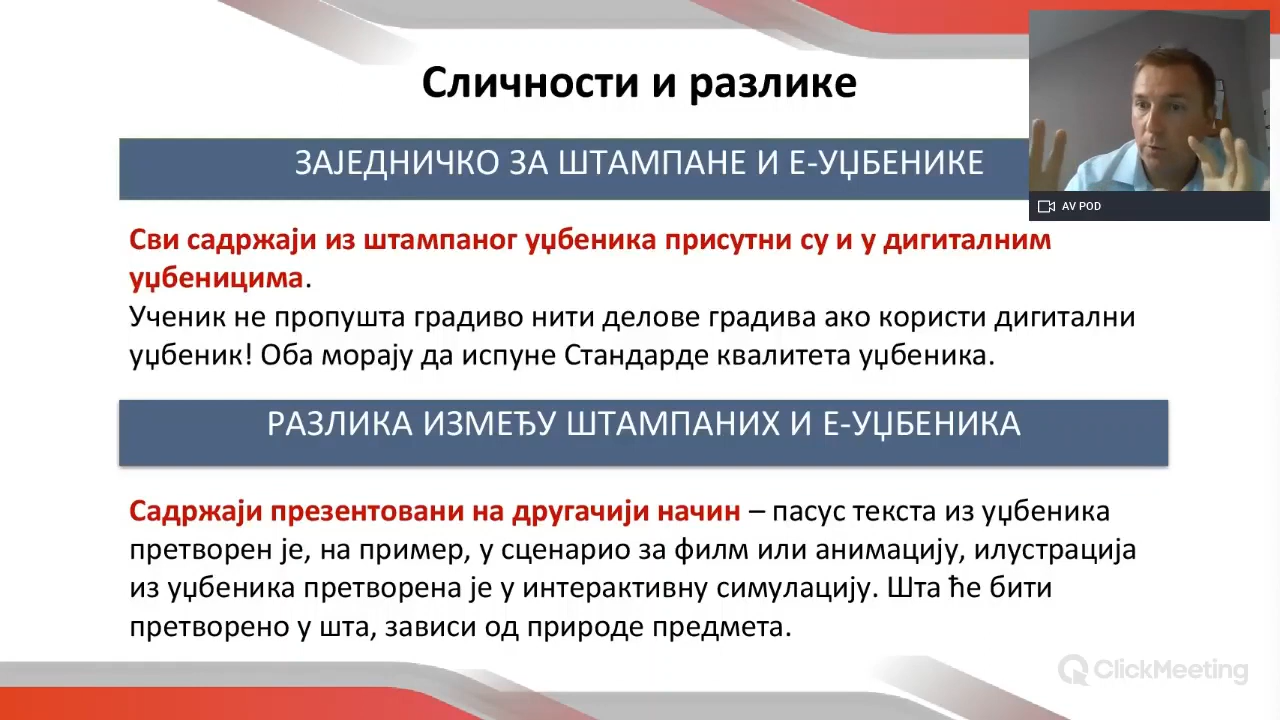 Сличности и разлике
ЗАЈЕДНИЧКО ЗА ШТАМПАНЕ И Е-УЏБЕНИКЕ
AV POD
Сви садржаји из штампаног уџбеника присутни су и у дигиталним
уџбеницима.
Ученик не пропушта градиво нити делове градива ако користи дигитални
уџбеник! Оба морају да испуне Стандарде квалитета уџбеника.
РАЗЛИКА ИЗМЕЂУ ШТАМПАНИХ И Е-УЏБЕНИКА
Садржаји презентовани на другачији начин – пасус текста из уџбеника
претворен је, на пример, у сценарио за филм или анимацију, илустрација
из уџбеника претворена је у интерактивну симулацију. Шта ће бити
претворено у шта, зависи од природе предмета.
ClickMeeting